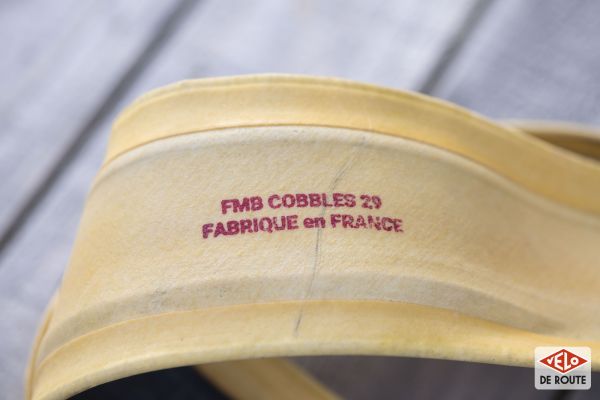 FMB COBBLES 29
FABRIQUE en FRANCE
VELO
DE ROUTE